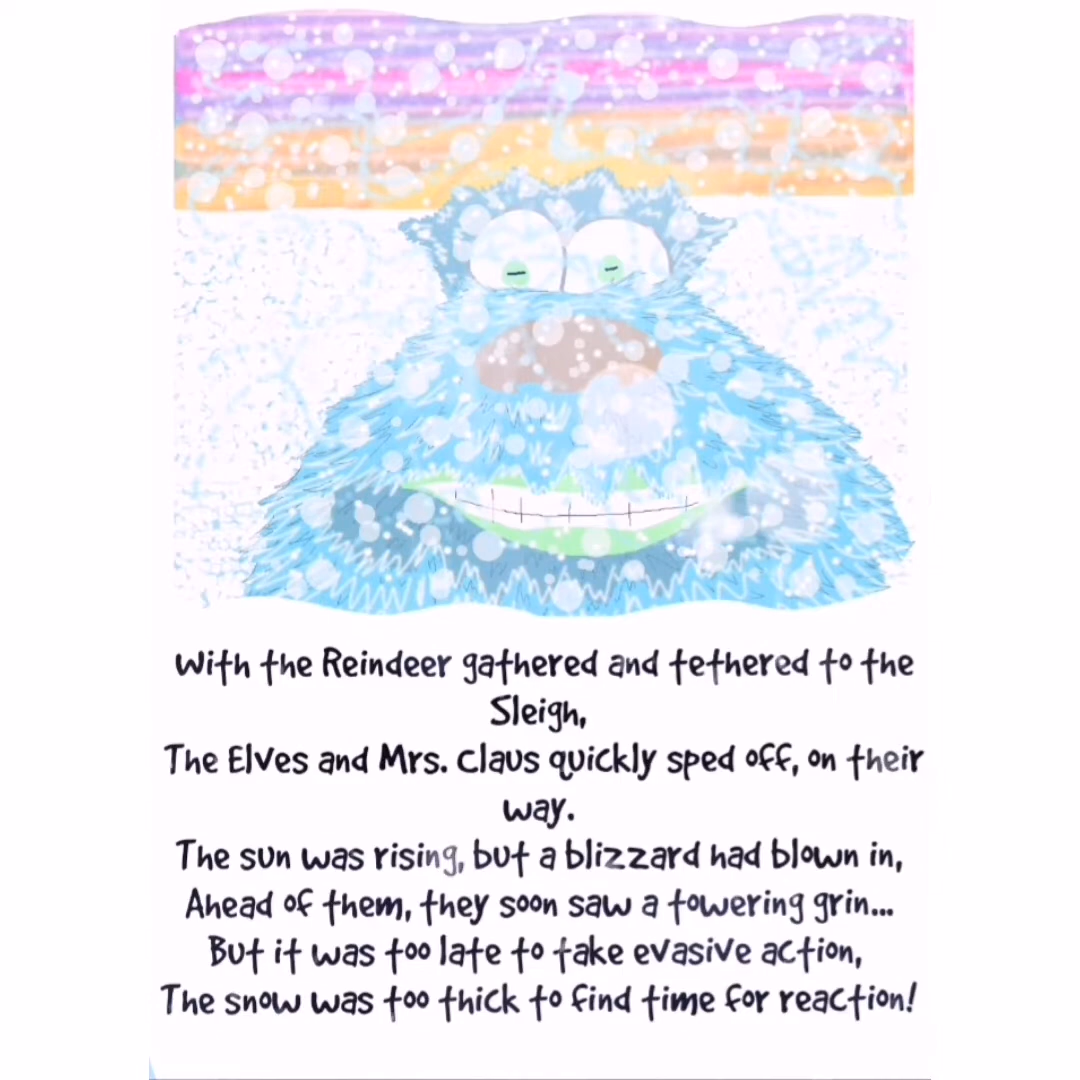 With the Reindeer gathered and tethered to the
Sleigh,
The Elves and Mrs. Claus quickly sped off, on their
way.
The sun was rising, but a blizzard had blown in,
Ahead of them, they soon saw a towering grin...
But it was too late to take evasive action,
The snow was too thick to find time for reaction!